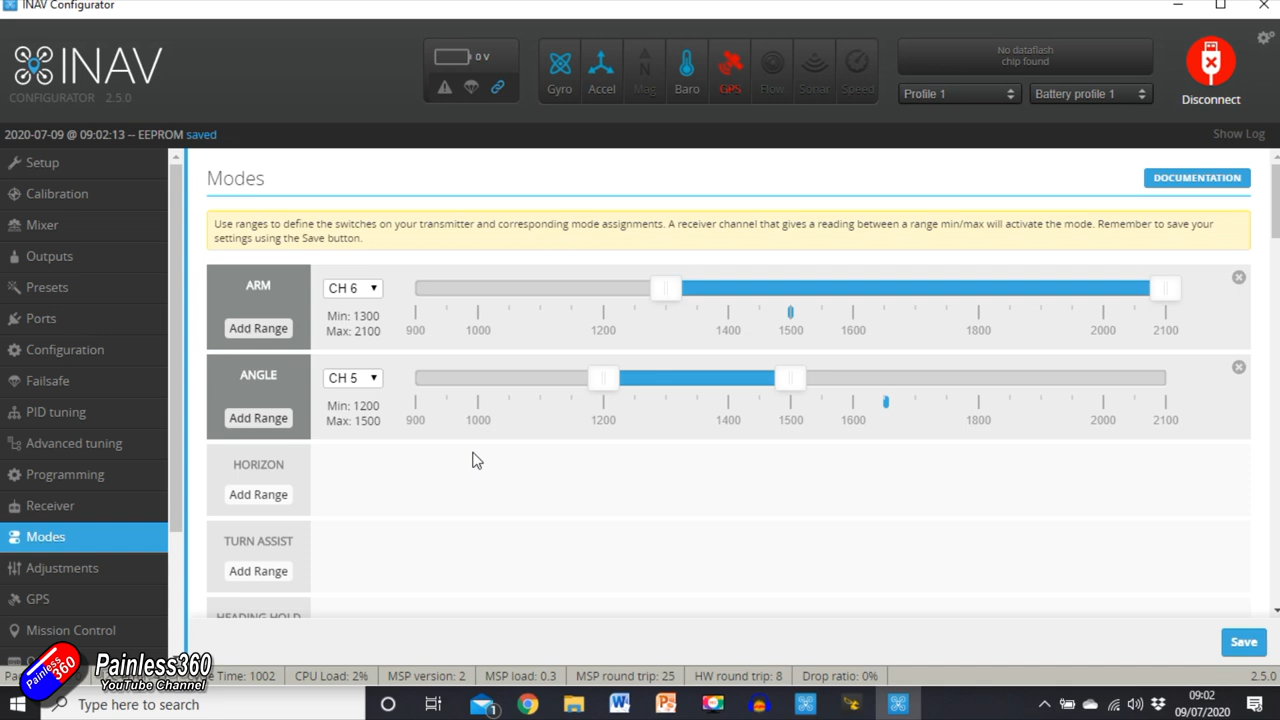 INAV Configurator
INAV
CONFIGURATOR 2.5.0
0 V
Gyro
Accel
Mag
Baro
GPS
Flow
Sonar
Speed
No dataflash
chip found
Profile 1
Battery profile 1
Disconnect
2020-07-09 @ 09:02:13 -- EEPROM saved
Show Log
Setup
Calibration
Mixer
Outputs
Presets
Ports
Configuration
Failsafe
PID tuning
Advanced tuning
Programming
Receiver
Modes
Adjustments
GPS
Mission Control
Modes
DOCUMENTATION
Use ranges to define the switches on your transmitter and corresponding mode assignments. A receiver channel that gives a reading between a range min/max will activate the mode. Remember to save your
settings using the Save button.
ARM
Add Range
CH 6
Min: 1300
Max: 2100
900 1000 1200 1400 1500 1600 1800 2000 2100
ANGLE
Add Range
CH 5
Min: 1200
Max: 1500
900 1000 1200 1400 1500 1600 1800 2000 2100
HORIZON
Add Range
TURN ASSIST
Add Range
HEADING HOLD
Save
Painless360
Painless360
YouTube Channel
Time: 1002 CPU Load: 2% MSP version: 2 MSP load: 0.3 MSP round trip: 25 HW round trip: 8 Drop ratio: 0% 2.5.0
Type here to search
1
09:02
09/07/2020